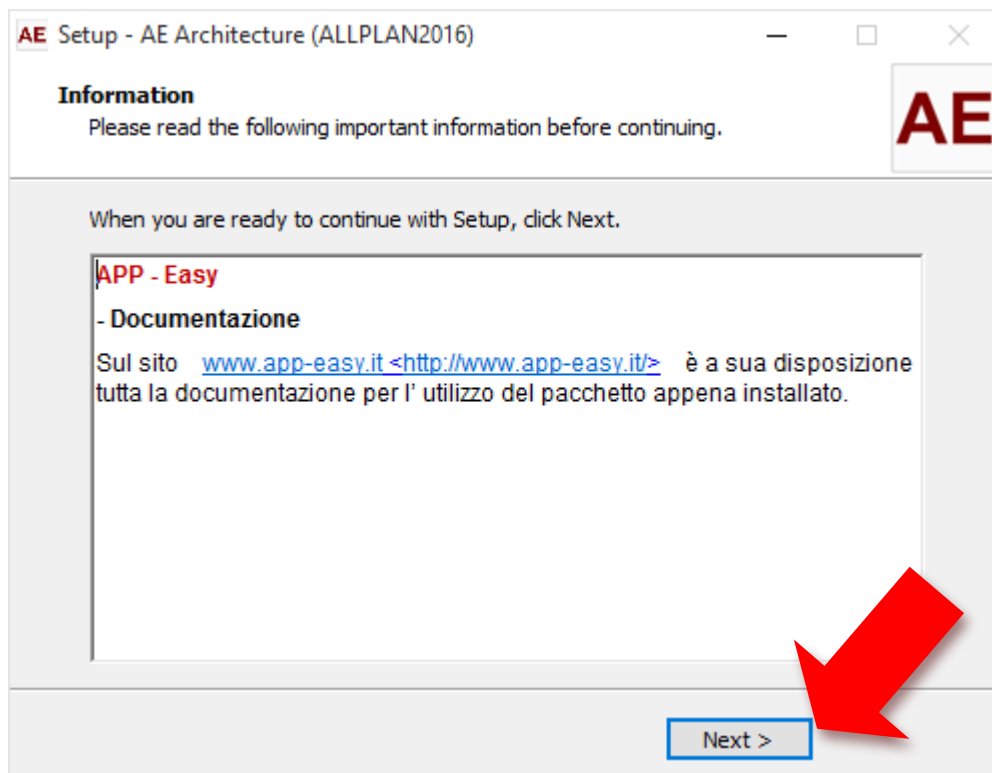 AE Setup - AE Architecture (ALLPLAN2016)
Information
Please read the following important information before continuing.
AE
When you are ready to continue with Setup, click Next.
APP - Easy
- Documentazione
Sul sito www.app-easy.it <http://www.app-easy.it/> è a sua disposizione
tutta la documentazione per l' utilizzo del pacchetto appena installato.
Next >